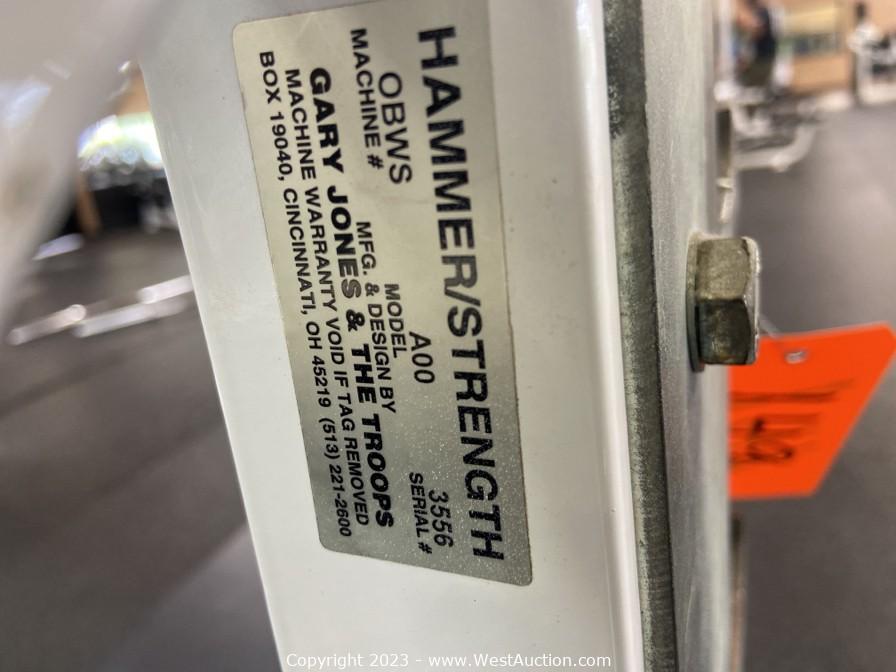 HAMMER/STRENGTH
OBWS A00 3556
MACHINE # MODEL SERIAL #
MFG. & DESIGN BY
GARY JONES & THE TROOPS
MACHINE WARRANTY VOID IF TAG REMOVED
BOX 19040, CINCINNATI, OH 45219 (513) 221-2600
Copyright 2023 - www.WestAuction.com